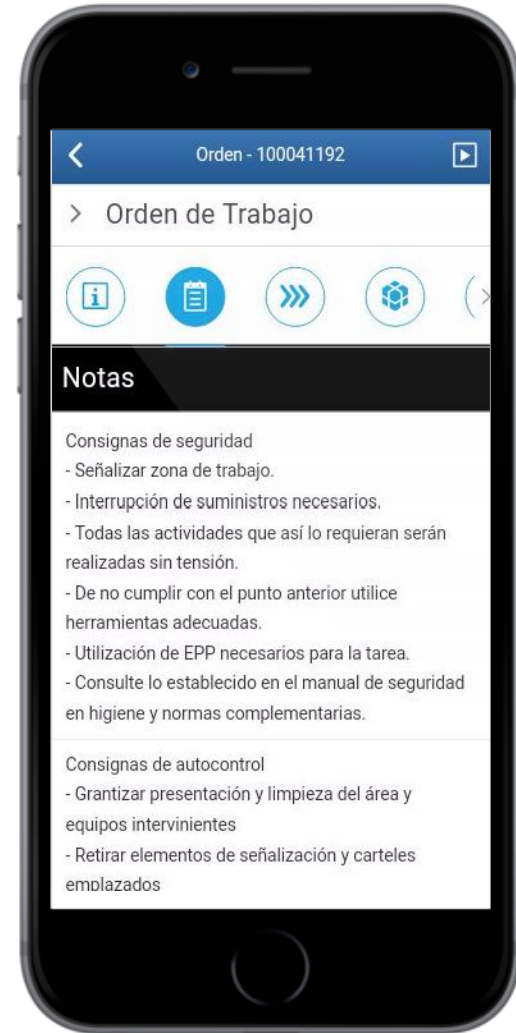 Orden - 100041192
Orden de Trabajo
Notas
Consignas de seguridad
- Señalizar zona de trabajo.
- Interrupción de suministros necesarios.
- Todas las actividades que así lo requieran serán
realizadas sin tensión.
- De no cumplir con el punto anterior utilice
herramientas adecuadas.
- Utilización de EPP necesarios para la tarea.
- Consulte lo establecido en el manual de seguridad
en higiene y normas complementarias.
Consignas de autocontrol
- Grantizar presentación y limpieza del área y
equipos intervinientes
- Retirar elementos de señalización y carteles
emplazados